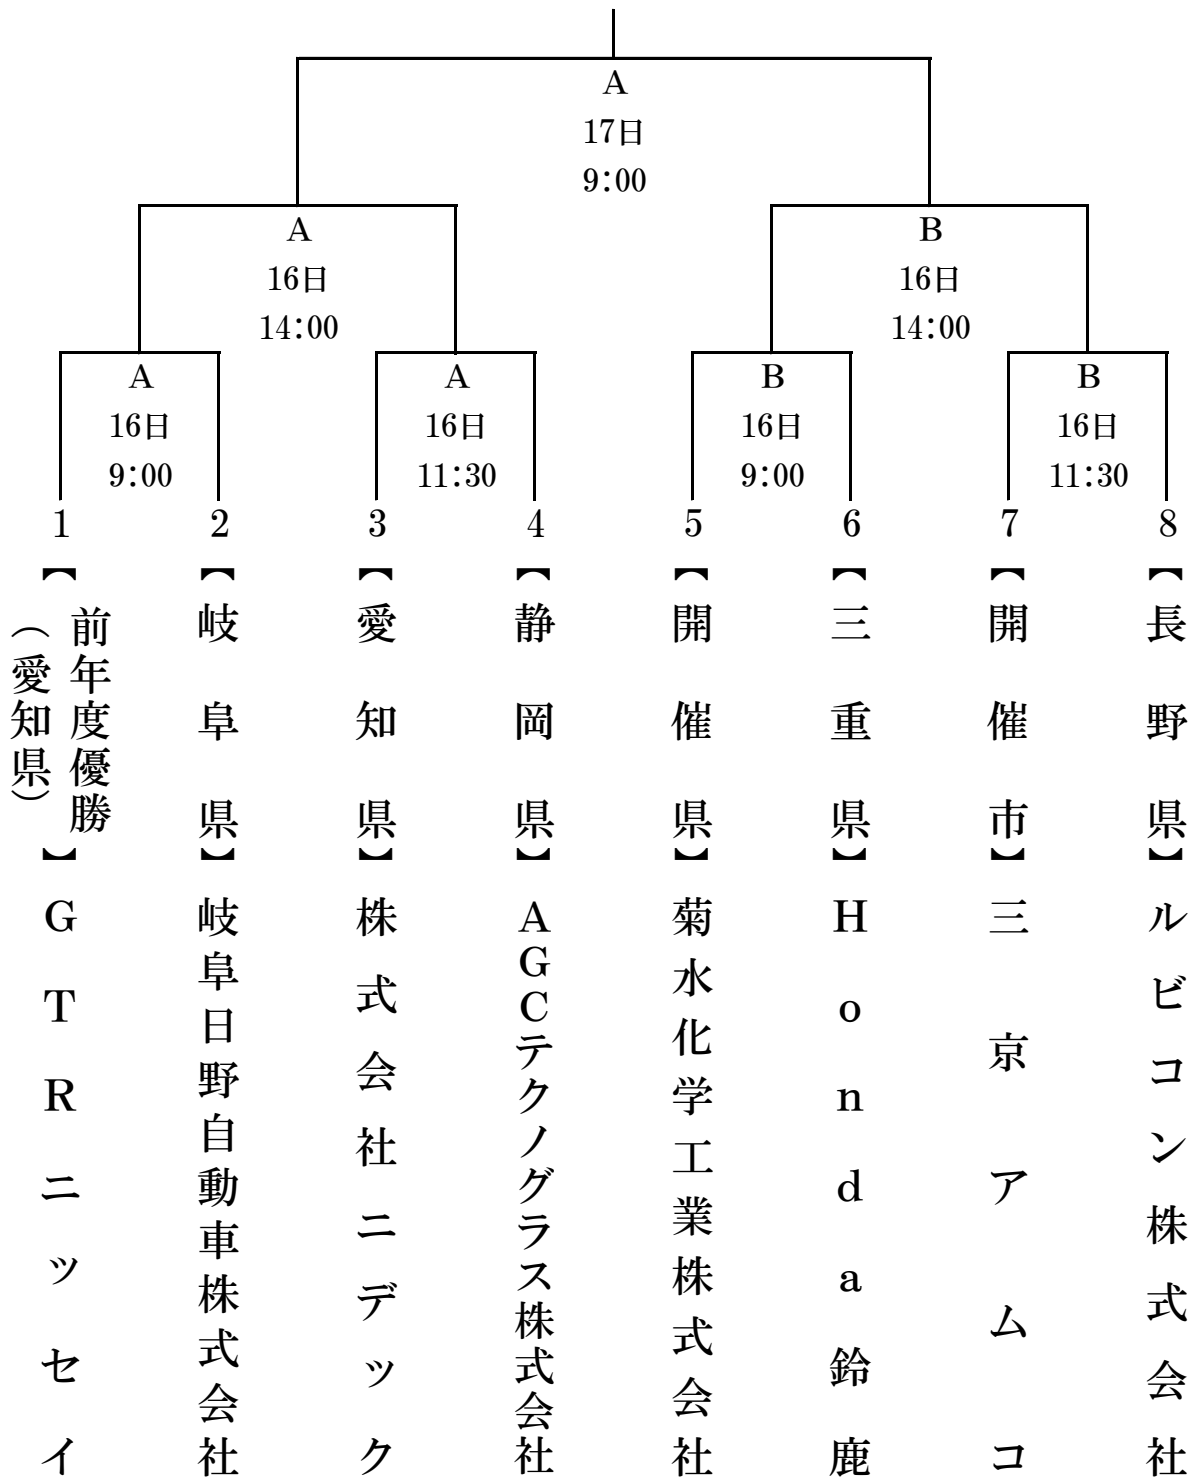 A
17日
9:00
A
16日
14:00
B
16日
14:00
A
16日
9:00
A
16日
11:30
B
16日
9:00
B
16日
11:30
1
【前年度優勝
(愛知県)】
GTRニッセイ
2
【岐阜県】
岐阜日野自動車株式会社
3
【愛知県】
株式会社ニデック
4
【静岡県】
AGCテクノグラス株式会社
5
【開催県】
菊水化学工業株式会社
6
【三重県】
Honda鈴鹿
7
【開催市】
三京アムコ
8
【長野県】
ルビコン株式会社